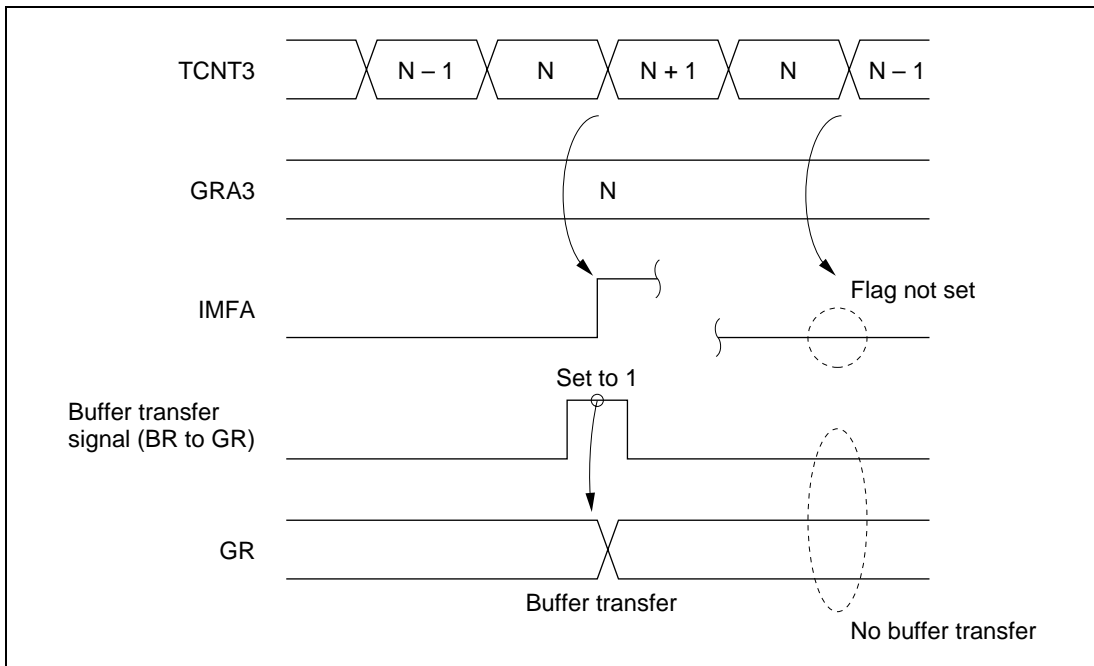 TCNT3
N – 1
N
N + 1
N
N – 1
GRA3
N
IMFA
Flag not set
Set to 1
Buffer transfer
signal (BR to GR)
GR
Buffer transfer
No buffer transfer